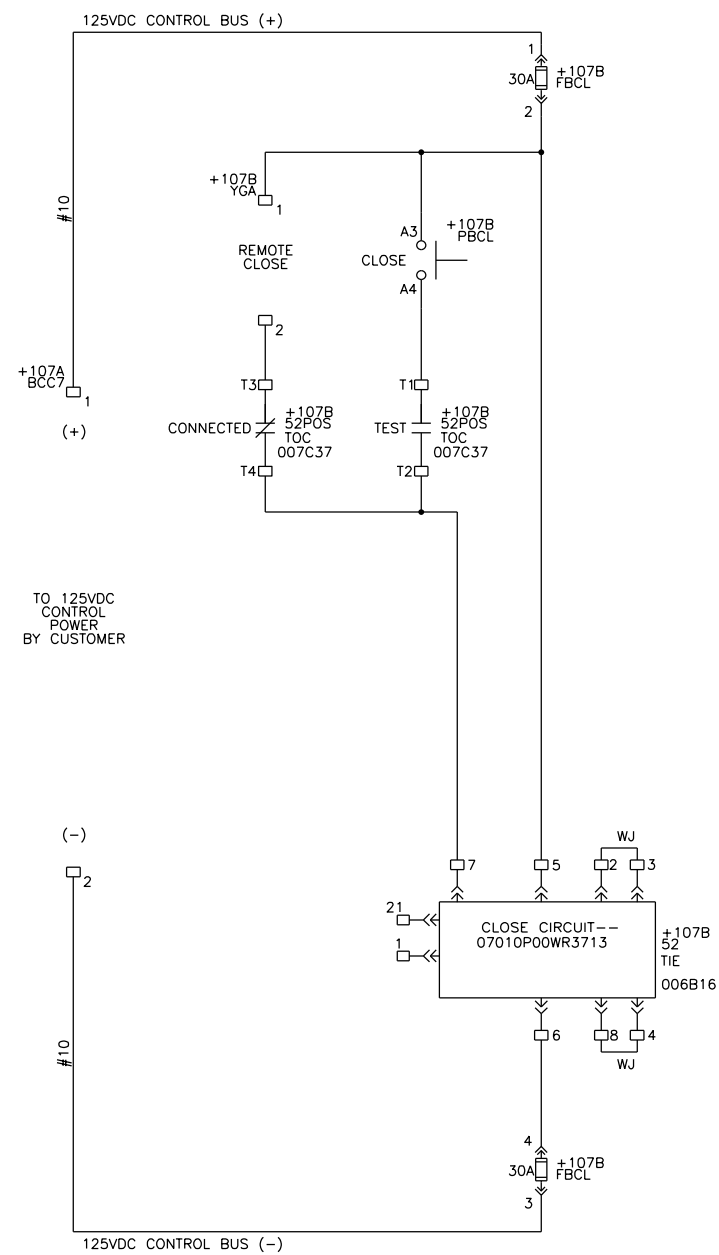 125VDC CONTROL BUS (+)
1
30A
+107B
FBCL
2
+107B
YGA
1
#10
REMOTE
CLOSE
A3
+107B
PBCL
CLOSE
A4
2
+107A
BCC7
1
(+)
T3
T1
CONNECTED
+107B
52POS
TOC
007C37
TEST
+107B
52POS
TOC
007C37
T4
T2
TO 125VDC
CONTROL
POWER
BY CUSTOMER
(-)
2
WJ
7
5
2
3
21
1
CLOSE CIRCUIT--
07010P00WR3713
+107B
52
TIE
006B16
6
8
4
WJ
#10
4
30A
+107B
FBCL
3
125VDC CONTROL BUS (-)